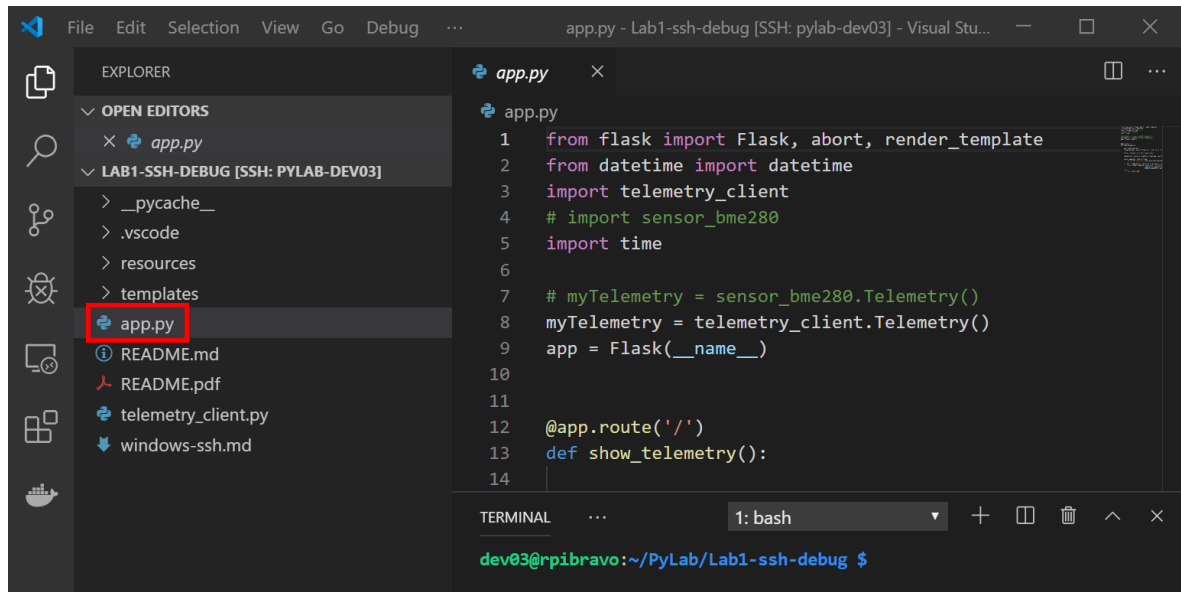 File Edit Selection View Go Debug ··· app.py - Lab1-ssh-debug [SSH: pylab-dev03] - Visual Stu...
EXPLORER
OPEN EDITORS
app.py
LAB1-SSH-DEBUG [SSH: PYLAB-DEV03]
__pycache__
.vscode
resources
templates
app.py
README.md
README.pdf
telemetry_client.py
windows-ssh.md
app.py
app.py
1 from flask import Flask, abort, render_template
2 from datetime import datetime
3 import telemetry_client
4 # import sensor_bme280
5 import time
6
7 # myTelemetry = sensor_bme280.Telemetry()
8 myTelemetry = telemetry_client.Telemetry()
9 app = Flask(__name__)
10
11
12 @app.route('/')
13 def show_telemetry():
14
TERMINAL ··· 1: bash
dev03@rpibravo:~/PyLab/Lab1-ssh-debug $